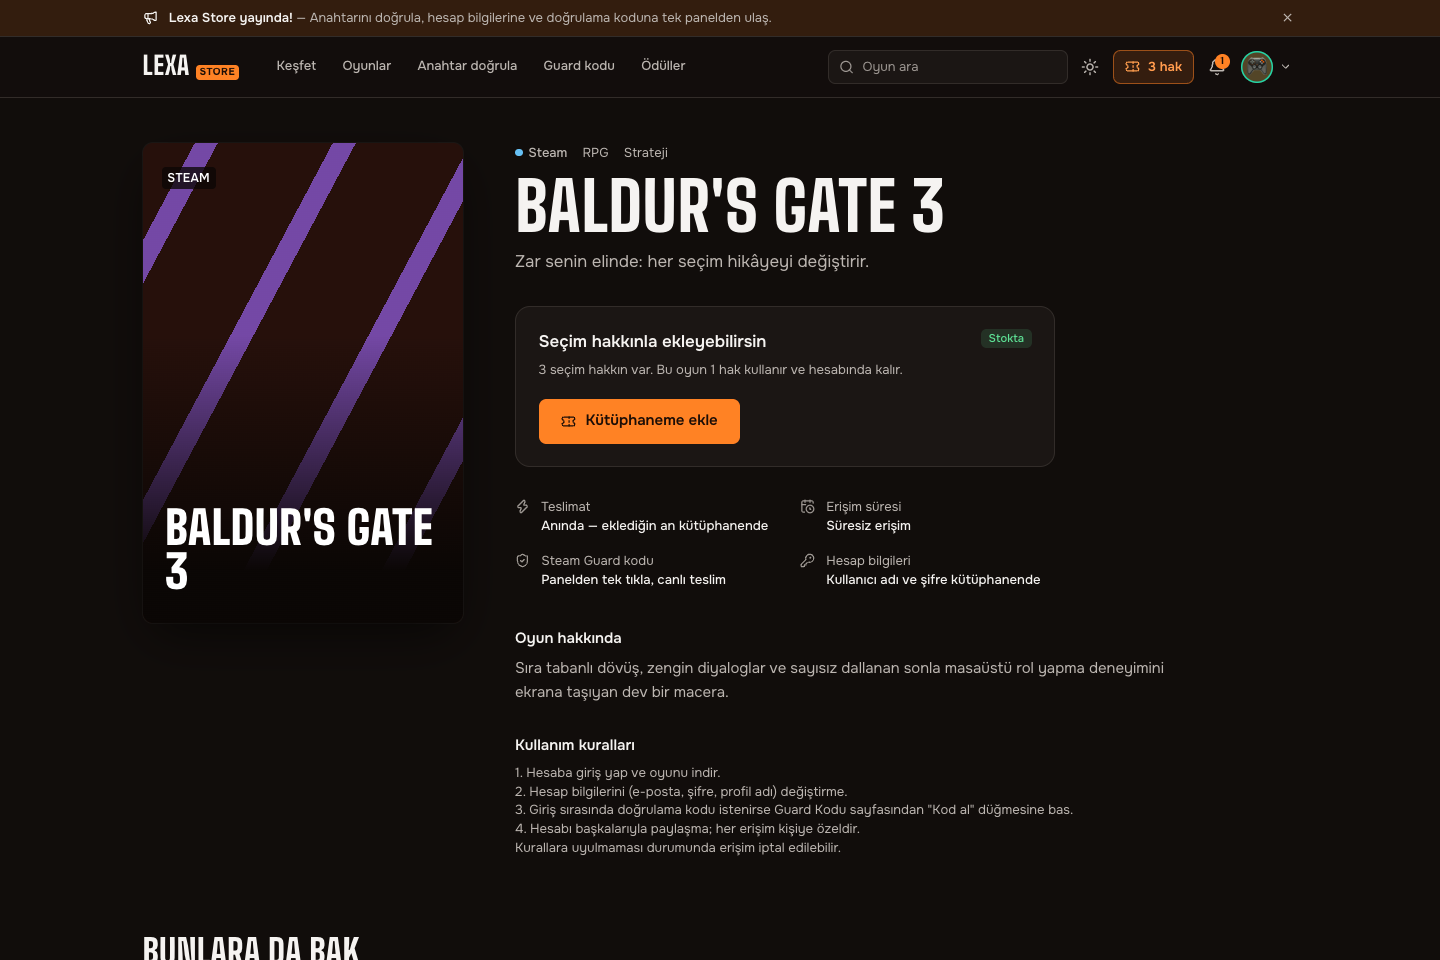 Lexa Store yayında! — Anahtarını doğrula, hesap bilgilerine ve doğrulama koduna tek panelden ulaş.
LEXA STORE
Keşfet
Oyunlar
Anahtar doğrula
Guard kodu
Ödüller
Oyun ara
3 hak
1
STEAM
BALDUR'S GATE
3
Steam RPG Strateji
BALDUR'S GATE 3
Zar senin elinde: her seçim hikâyeyi değiştirir.
Seçim hakkınla ekleyebilirsin
Stokta
3 seçim hakkın var. Bu oyun 1 hak kullanır ve hesabında kalır.
Kütüphaneme ekle
Teslimat
Anında — eklediğin an kütüphanende
Erişim süresi
Süresiz erişim
Steam Guard kodu
Panelden tek tıkla, canlı teslim
Hesap bilgileri
Kullanıcı adı ve şifre kütüphanende
Oyun hakkında
Sıra tabanlı dövüş, zengin diyaloglar ve sayısız dallanan sonla masaüstü rol yapma deneyimini
ekrana taşıyan dev bir macera.
Kullanım kuralları
1. Hesaba giriş yap ve oyunu indir.
2. Hesap bilgilerini (e-posta, şifre, profil adı) değiştirme.
3. Giriş sırasında doğrulama kodu istenirse Guard Kodu sayfasından "Kod al" düğmesine bas.
4. Hesabı başkalarıyla paylaşma; her erişim kişiye özeldir.
Kurallara uyulmaması durumunda erişim iptal edilebilir.
BUNLARA DA BAK